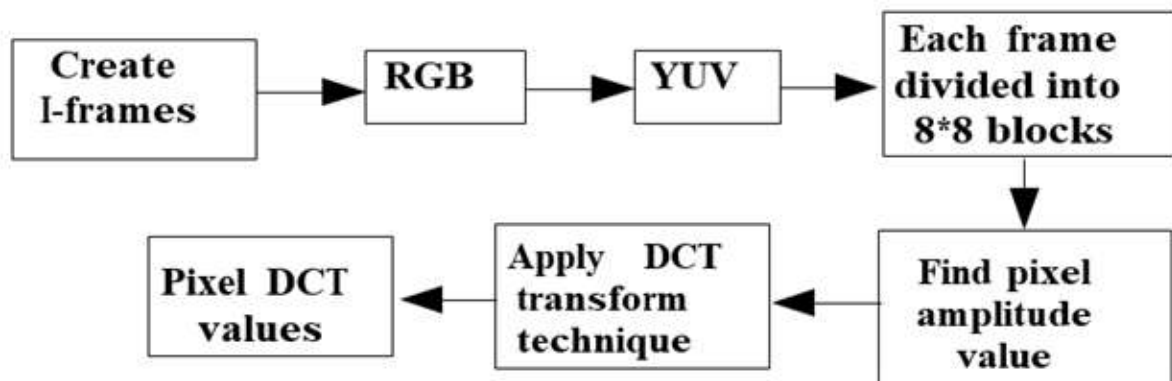 Create
I-frames
RGB
YUV
Each frame
divided into
8*8 blocks
Find pixel
amplitude
value
Apply DCT
transform
technique
Pixel DCT
values